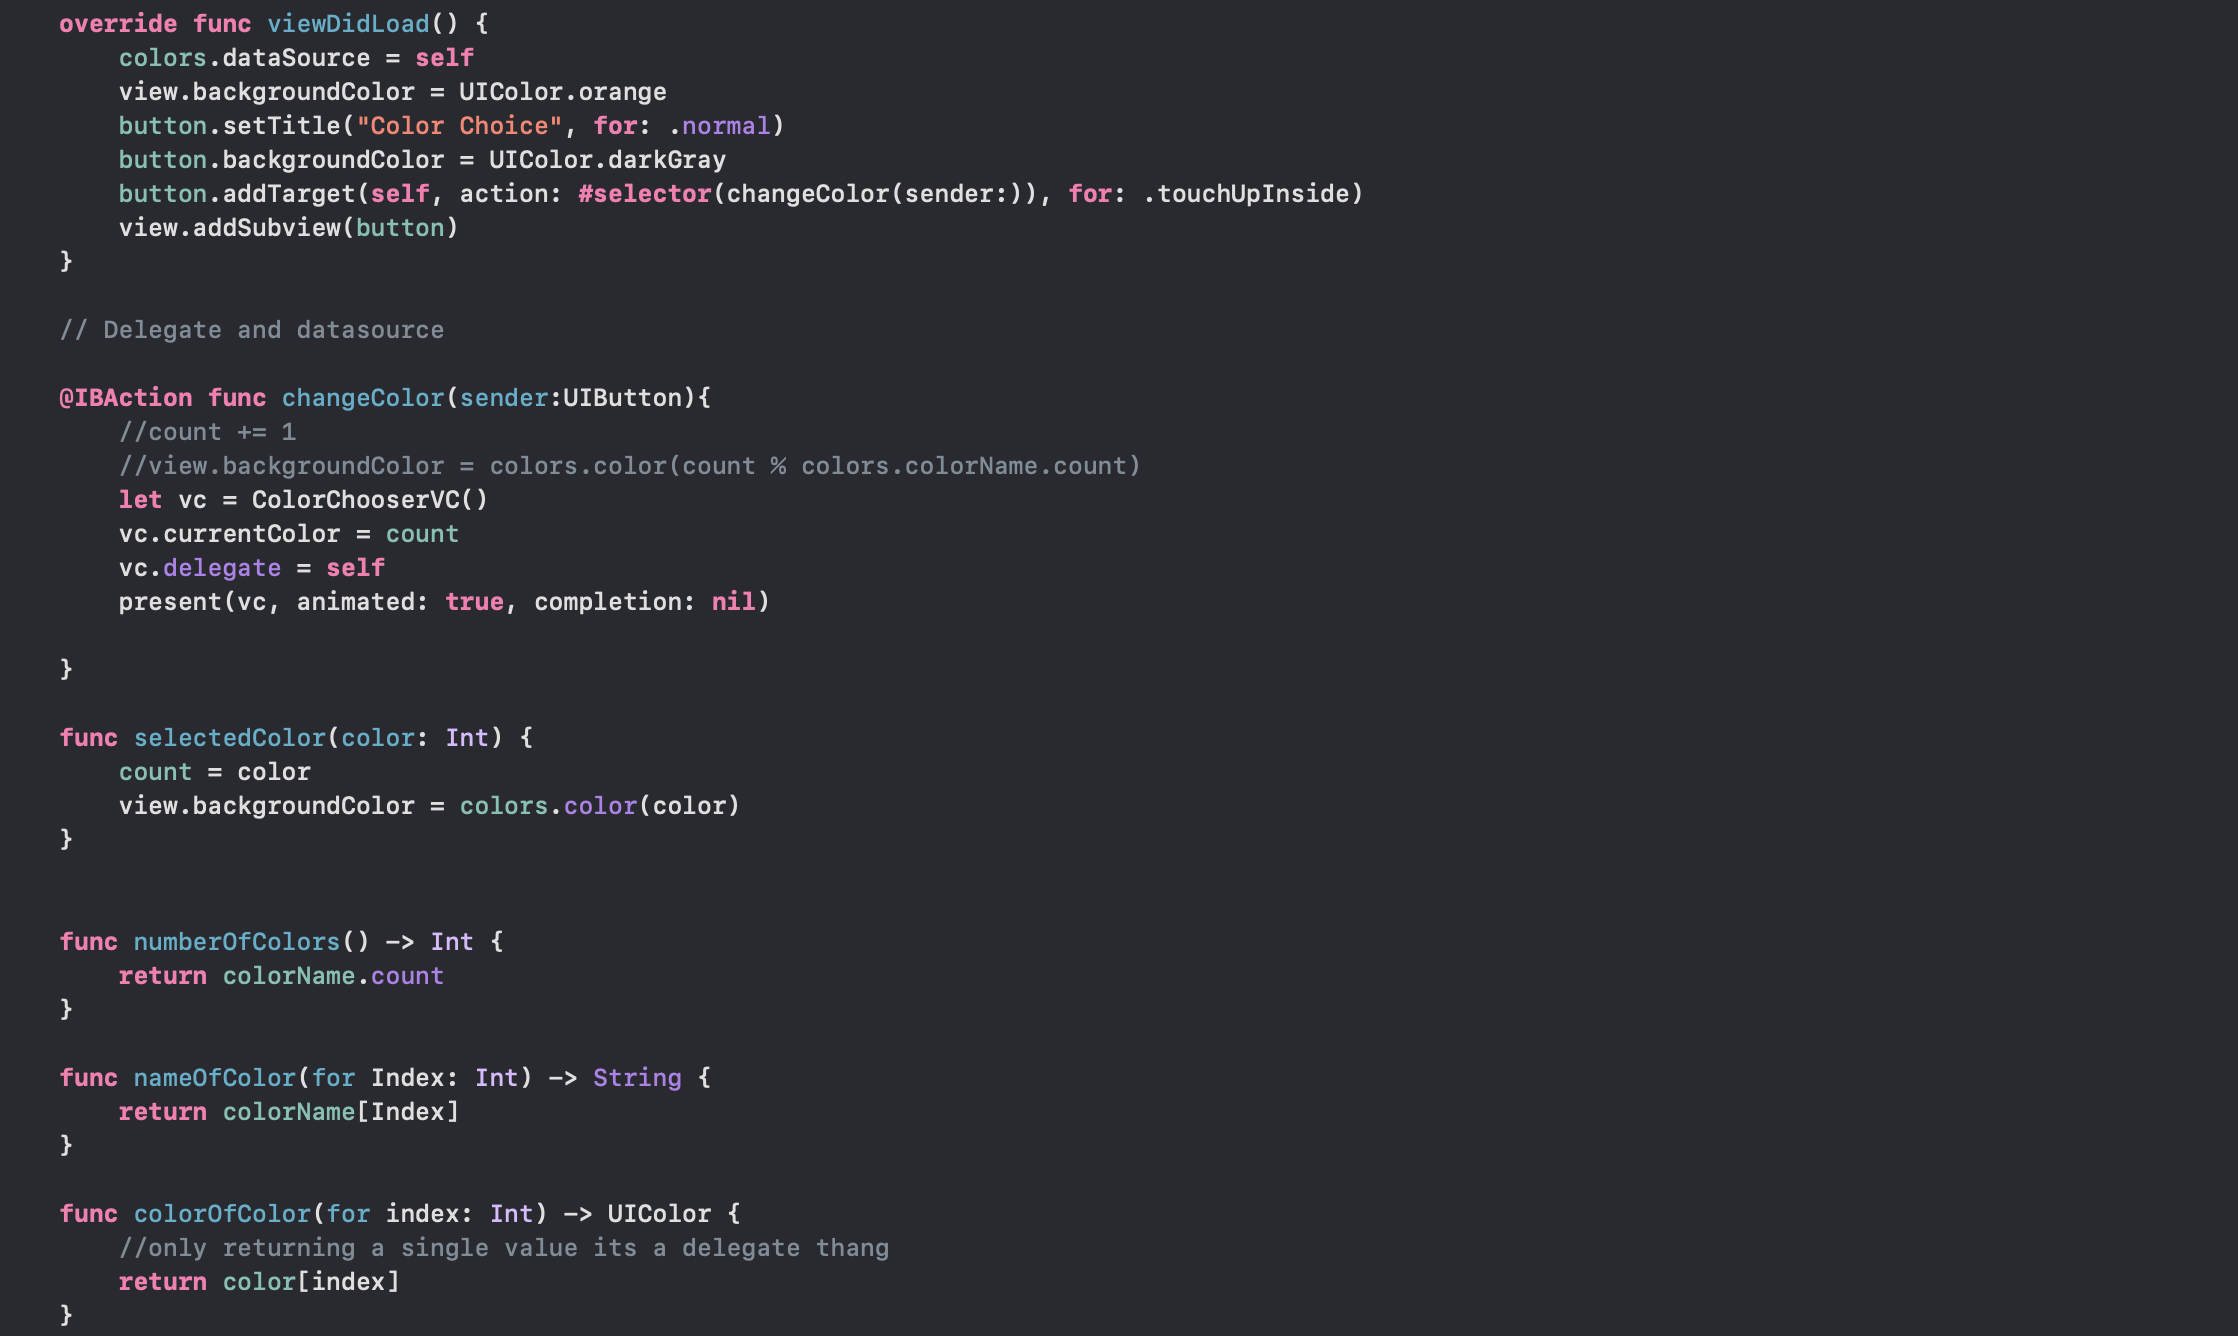 override func viewDidLoad() {
    colors.dataSource = self
    view.backgroundColor = UIColor.orange
    button.setTitle("Color Choice", for: .normal)
    button.backgroundColor = UIColor.darkGray
    button.addTarget(self, action: #selector(changeColor(sender:)), for: .touchUpInside)
    view.addSubview(button)
}
// Delegate and datasource
@IBAction func changeColor(sender:UIButton){
    //count += 1
    //view.backgroundColor = colors.color(count % colors.colorName.count)
    let vc = ColorChooserVC()
    vc.currentColor = count
    vc.delegate = self
    present(vc, animated: true, completion: nil)
}
func selectedColor(color: Int) {
    count = color
    view.backgroundColor = colors.color(color)
}
func numberOfColors() -> Int {
    return colorName.count
}
func nameOfColor(for Index: Int) -> String {
    return colorName[Index]
}
func colorOfColor(for index: Int) -> UIColor {
    //only returning a single value its a delegate thang
    return color[index]
}